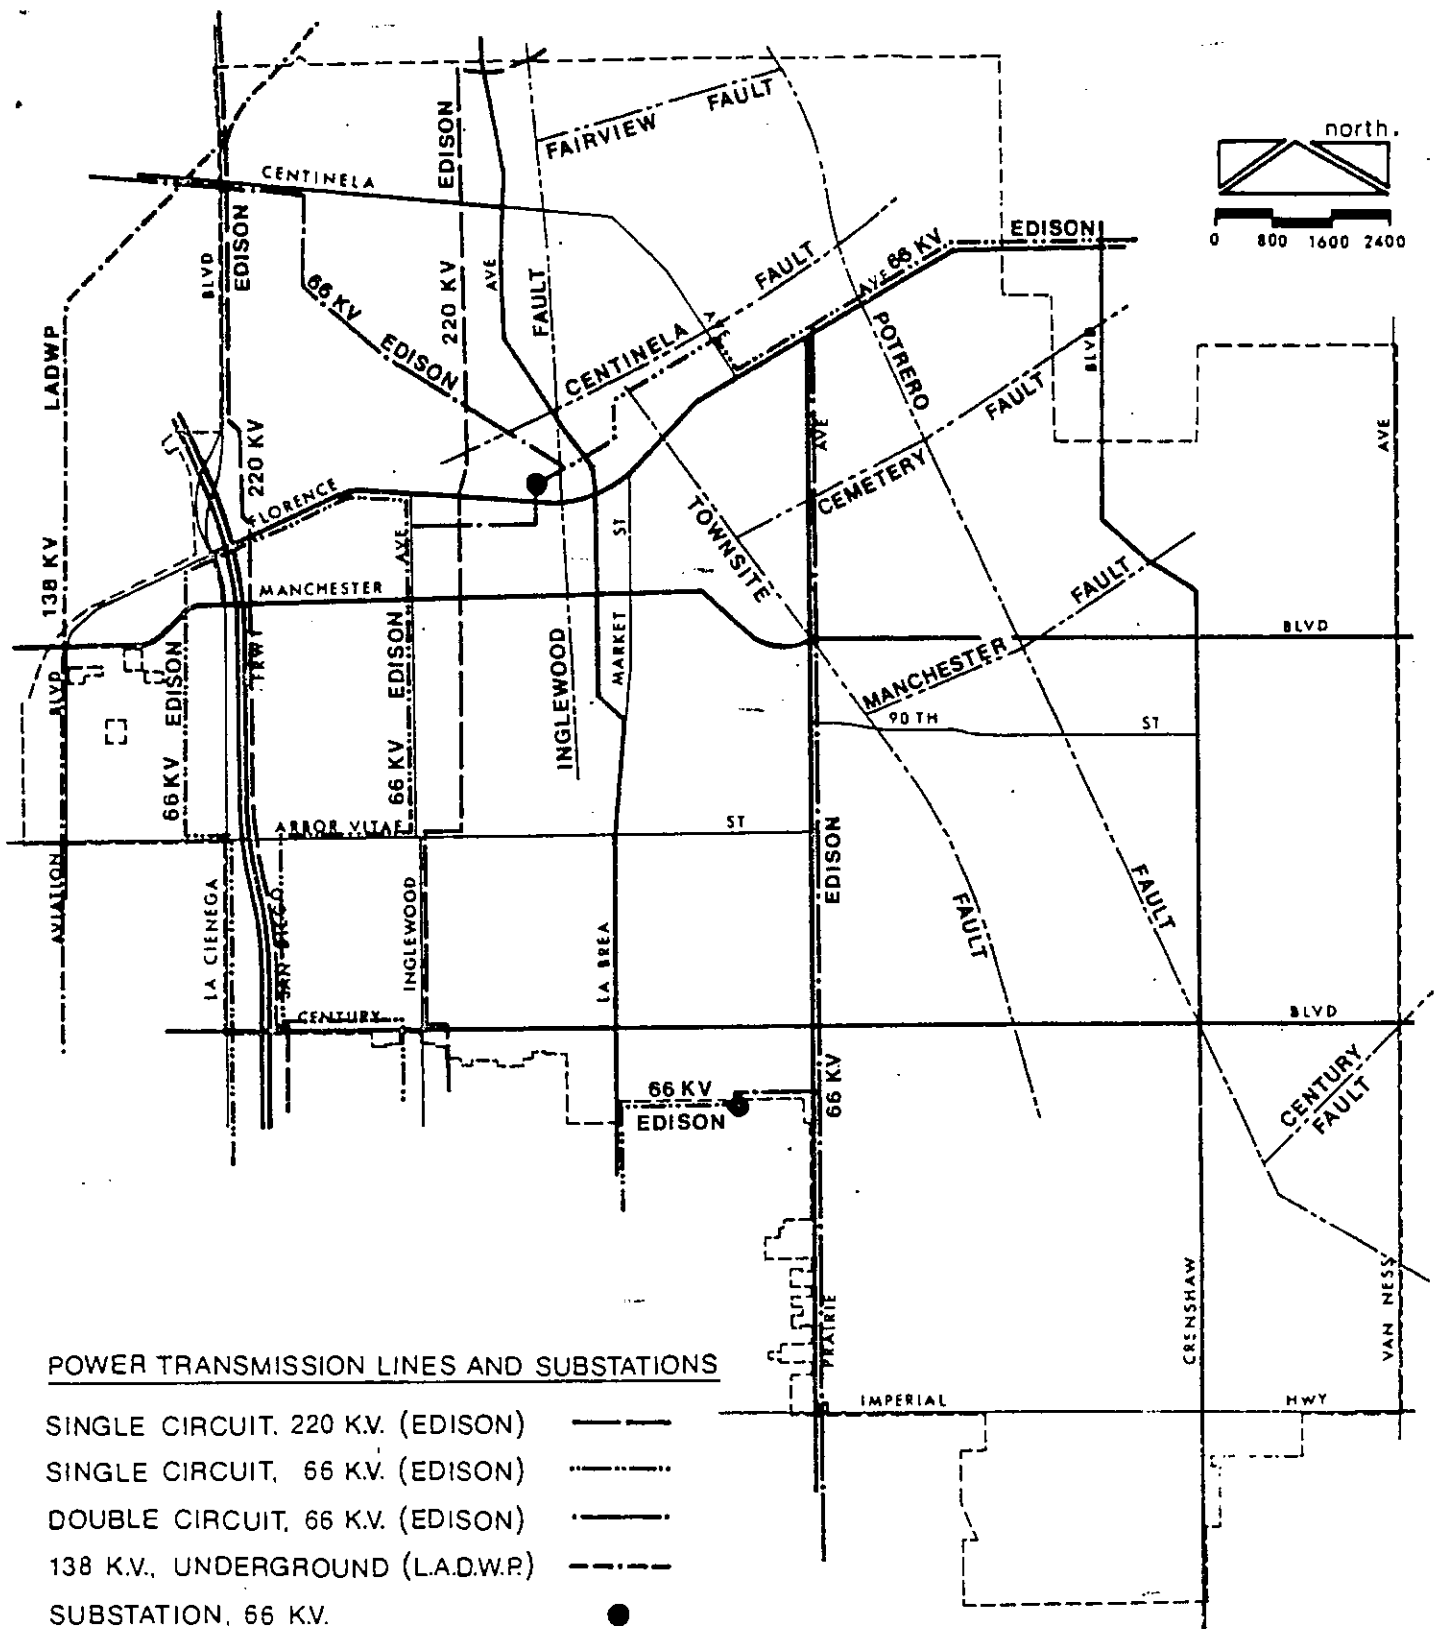 north.
0 800 1600 2400
EDISON
FAIRVIEW FAULT
CENTINELA
BLVD
EDISON
220 KV
AVE
FAULT
66 KV
EDISON
CENTINELA FAULT
AVE
AVE 66 KV
EDISON
POTRERO
BLVD
LADWP
138 KV
220 KV
FLORENCE
AVE
AVE
CEMETERY FAULT
AVE
ST
TOWNSITE
MANCHESTER
MANCHESTER FAULT
BLVD
66 KV EDISON
FRWY
66 KV EDISON
INGLEWOOD
MARKET
90TH ST
BLVD
ARBOR VITAE
ST
EDISON
AVIATION
LA CIENEGA
SAN DIEGO
INGLEWOOD
LA BREA
FAULT
FAULT
CENTURY
BLVD
66 KV
EDISON
66 KV
CENTURY
FAULT
PRAIRIE
CRENSHAW
VAN NESS
IMPERIAL HWY
POWER TRANSMISSION LINES AND SUBSTATIONS
SINGLE CIRCUIT, 220 K.V. (EDISON)
SINGLE CIRCUIT, 66 K.V. (EDISON)
DOUBLE CIRCUIT, 66 K.V. (EDISON)
138 K.V., UNDERGROUND (L.A.D.W.P.)
SUBSTATION, 66 K.V.